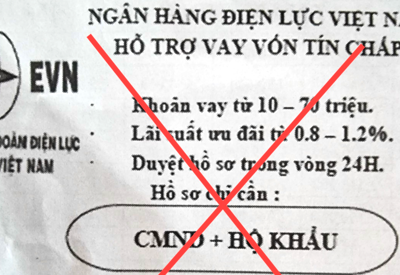 NGÂN HÀNG ĐIỆN LỰC VIỆT
HỖ TRỢ VAY VỐN TÍN CHẤP
EVN
Khoản vay từ 10 – 70 triệu.
Lãi suất ưu đãi từ 0.8 – 1.2%.
ĐIỆN LỰC
VIỆT NAM
Duyệt hồ sơ trong vòng 24H.
Hồ sơ chỉ cần :
CMND + HỘ KHẨU